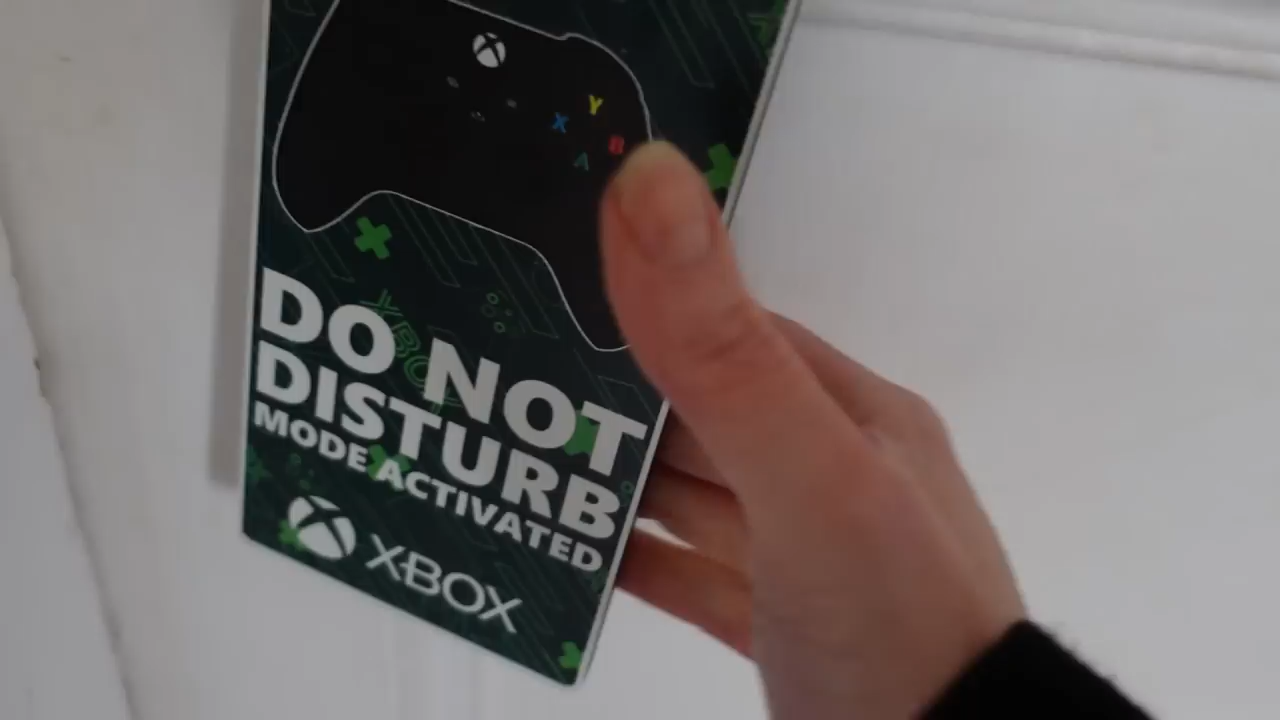 Y
X
B
A
DO NOT
DISTURB
MODE ACTIVATED
XBOX